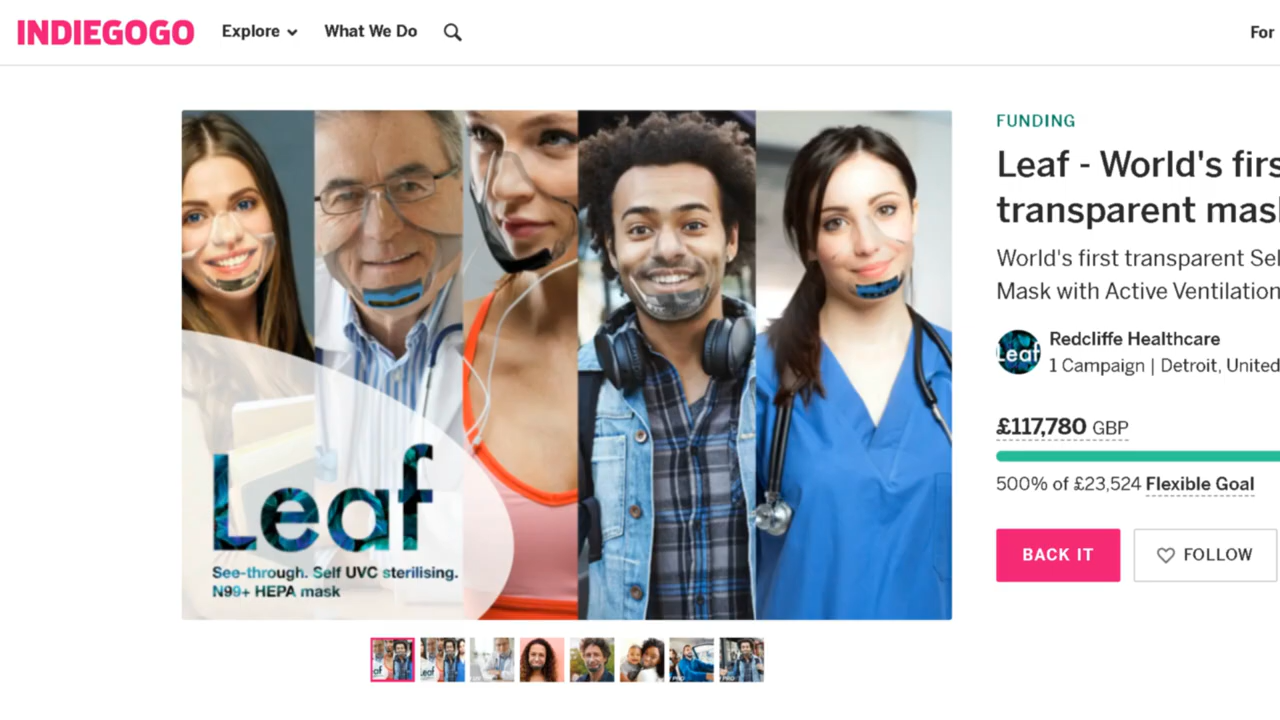 INDIEGOGO Explore What We Do For
FUNDING
Leaf - World's firs
transparent mas
World's first transparent Sel
Mask with Active Ventilation
Leaf
Redcliffe Healthcare
1 Campaign | Detroit, United
£117,780 GBP
500% of £23,524 Flexible Goal
BACK IT FOLLOW
Leaf
See-through. Self UVC sterilising.
N99+ HEPA mask